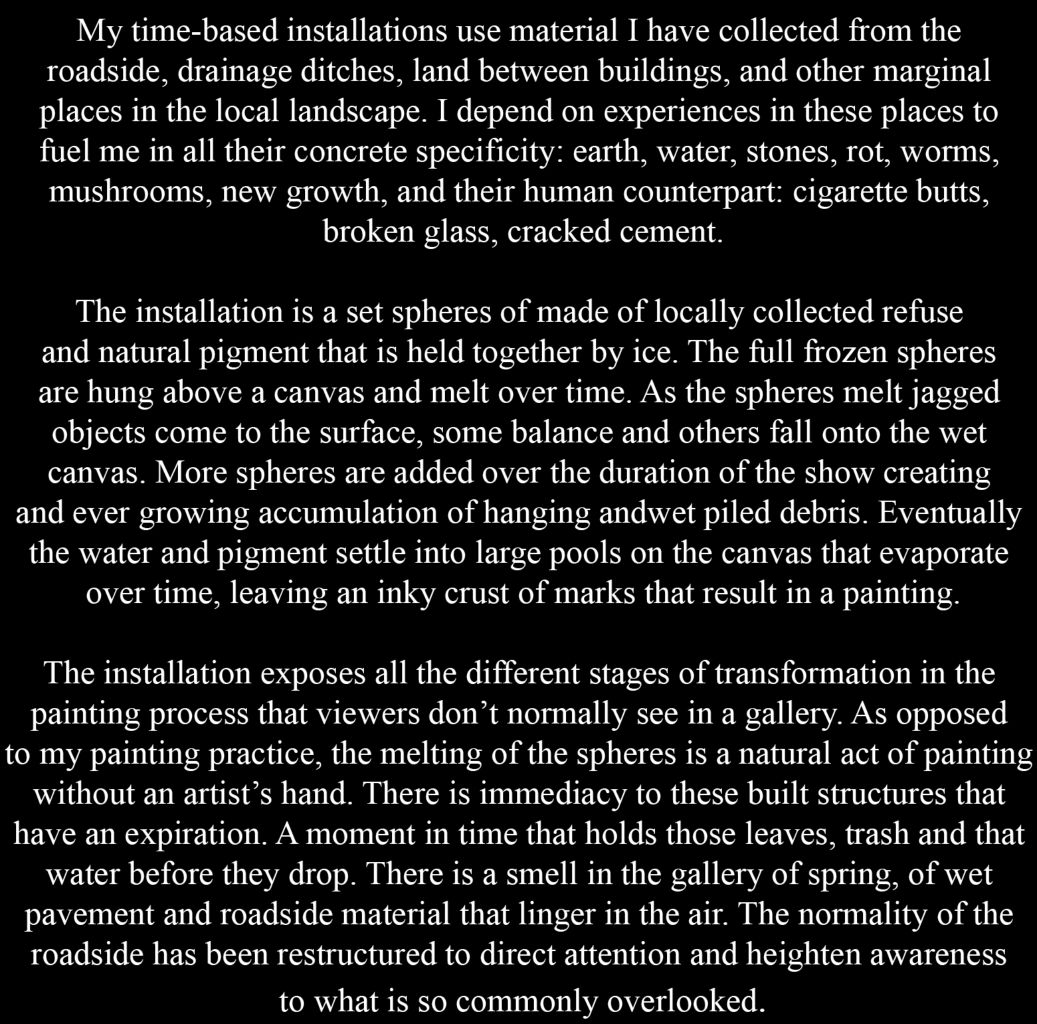 My time-based installations use material I have collected from the
roadside, drainage ditches, land between buildings, and other marginal
places in the local landscape. I depend on experiences in these places to
fuel me in all their concrete specificity: earth, water, stones, rot, worms,
mushrooms, new growth, and their human counterpart: cigarette butts,
broken glass, cracked cement.
The installation is a set spheres of made of locally collected refuse
and natural pigment that is held together by ice. The full frozen spheres
are hung above a canvas and melt over time. As the spheres melt jagged
objects come to the surface, some balance and others fall onto the wet
canvas. More spheres are added over the duration of the show creating
and ever growing accumulation of hanging andwet piled debris. Eventually
the water and pigment settle into large pools on the canvas that evaporate
over time, leaving an inky crust of marks that result in a painting.
The installation exposes all the different stages of transformation in the
painting process that viewers don’t normally see in a gallery. As opposed
to my painting practice, the melting of the spheres is a natural act of painting
without an artist’s hand. There is immediacy to these built structures that
have an expiration. A moment in time that holds those leaves, trash and that
water before they drop. There is a smell in the gallery of spring, of wet
pavement and roadside material that linger in the air. The normality of the
roadside has been restructured to direct attention and heighten awareness
to what is so commonly overlooked.